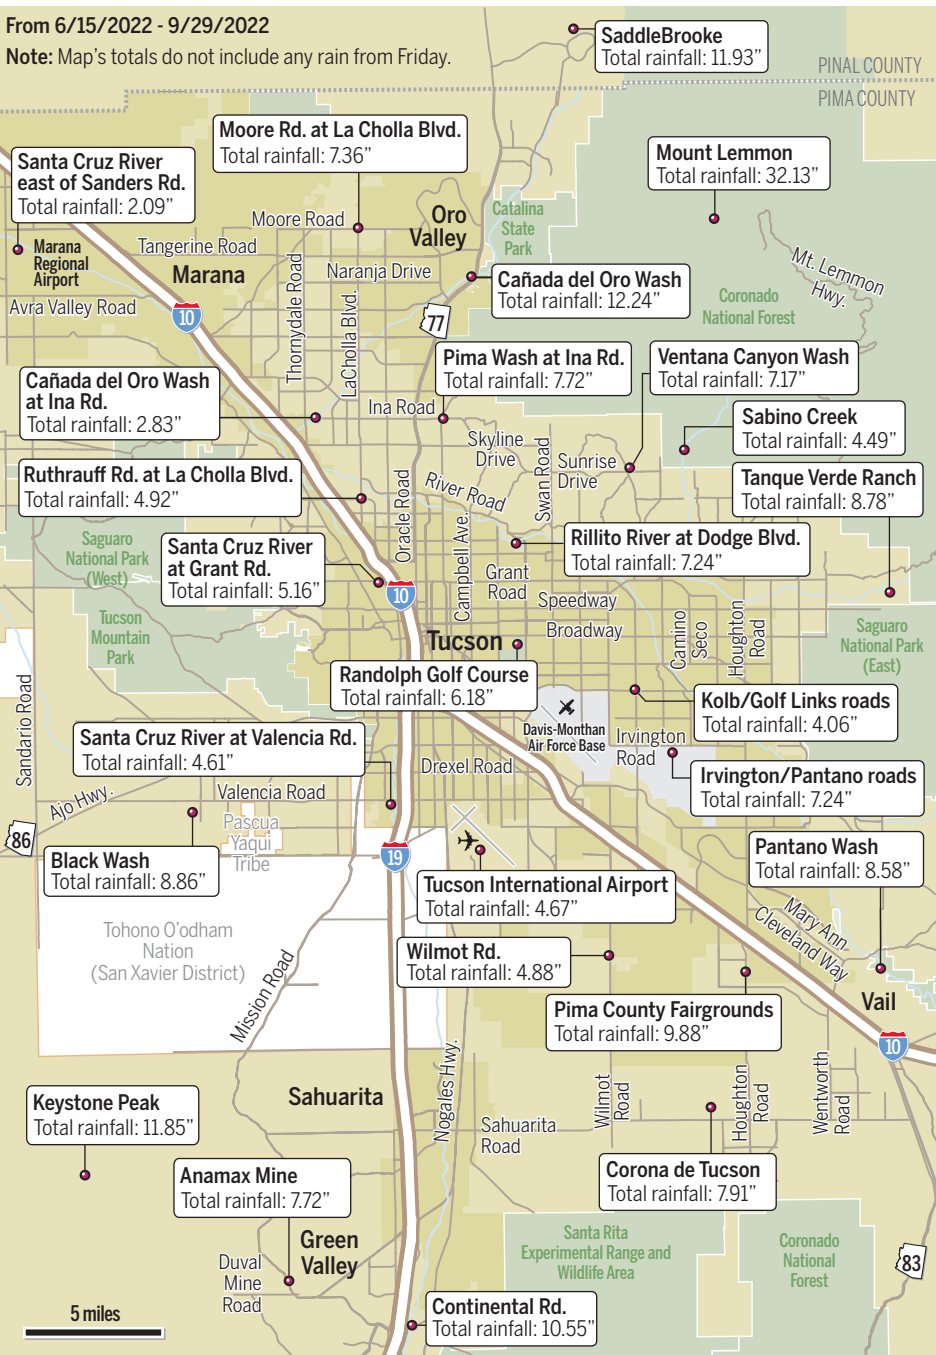 From 6/15/2022 - 9/29/2022
Note: Map's totals do not include any rain from Friday.
SaddleBrooke
Total rainfall: 11.93”
PINAL COUNTY
PIMA COUNTY
Moore Rd. at La Cholla Blvd.
Total rainfall: 7.36”
Santa Cruz River
east of Sanders Rd.
Total rainfall: 2.09”
Mount Lemmon
Total rainfall: 32.13”
Moore Road
Oro
Valley
Catalina
State
Park
Marana
Regional
Airport
Tangerine Road
Marana
Naranja Drive
Cañada del Oro Wash
Total rainfall: 12.24”
Mt. Lemmon
Hwy.
Coronado
National Forest
Avra Valley Road
10
Thornydale Road
LaCholla Blvd.
77
Pima Wash at Ina Rd.
Total rainfall: 7.72”
Ventana Canyon Wash
Total rainfall: 7.17”
Cañada del Oro Wash
at Ina Rd.
Total rainfall: 2.83”
Ina Road
Sabino Creek
Total rainfall: 4.49”
Skyline
Drive
Swan Road
Sunrise
Drive
Ruthrauff Rd. at La Cholla Blvd.
Total rainfall: 4.92”
Oracle Road
River Road
Tanque Verde Ranch
Total rainfall: 8.78”
Saguaro
National Park
(West)
Santa Cruz River
at Grant Rd.
Total rainfall: 5.16”
Campbell Ave.
Rillito River at Dodge Blvd.
Total rainfall: 7.24”
Grant
Road
10
Speedway
Broadway
Tucson
Mountain
Park
Tucson
Camino
Seco
Houghton
Road
Saguaro
National Park
(East)
Randolph Golf Course
Total rainfall: 6.18”
Sandario Road
Kolb/Golf Links roads
Total rainfall: 4.06”
Davis-Monthan
Air Force Base
Irvington
Road
Santa Cruz River at Valencia Rd.
Total rainfall: 4.61”
Drexel Road
Irvington/Pantano roads
Total rainfall: 7.24”
Ajo Hwy.
Valencia Road
Pascua
Yaqui
Tribe
86
Black Wash
Total rainfall: 8.86”
19
Pantano Wash
Total rainfall: 8.58”
Tucson International Airport
Total rainfall: 4.67”
Mary Ann
Cleveland Way
Tohono O'odham
Nation
(San Xavier District)
Mission Road
Wilmot Rd.
Total rainfall: 4.88”
Pima County Fairgrounds
Total rainfall: 9.88”
Vail
10
Nogales Hwy.
Sahuarita
Keystone Peak
Total rainfall: 11.85”
Sahuarita
Road
Wilmot
Road
Houghton
Road
Wentworth
Road
Anamax Mine
Total rainfall: 7.72”
Corona de Tucson
Total rainfall: 7.91”
Green
Valley
Duval
Mine
Road
Santa Rita
Experimental Range and
Wildlife Area
Coronado
National
Forest
83
5 miles
Continental Rd.
Total rainfall: 10.55”